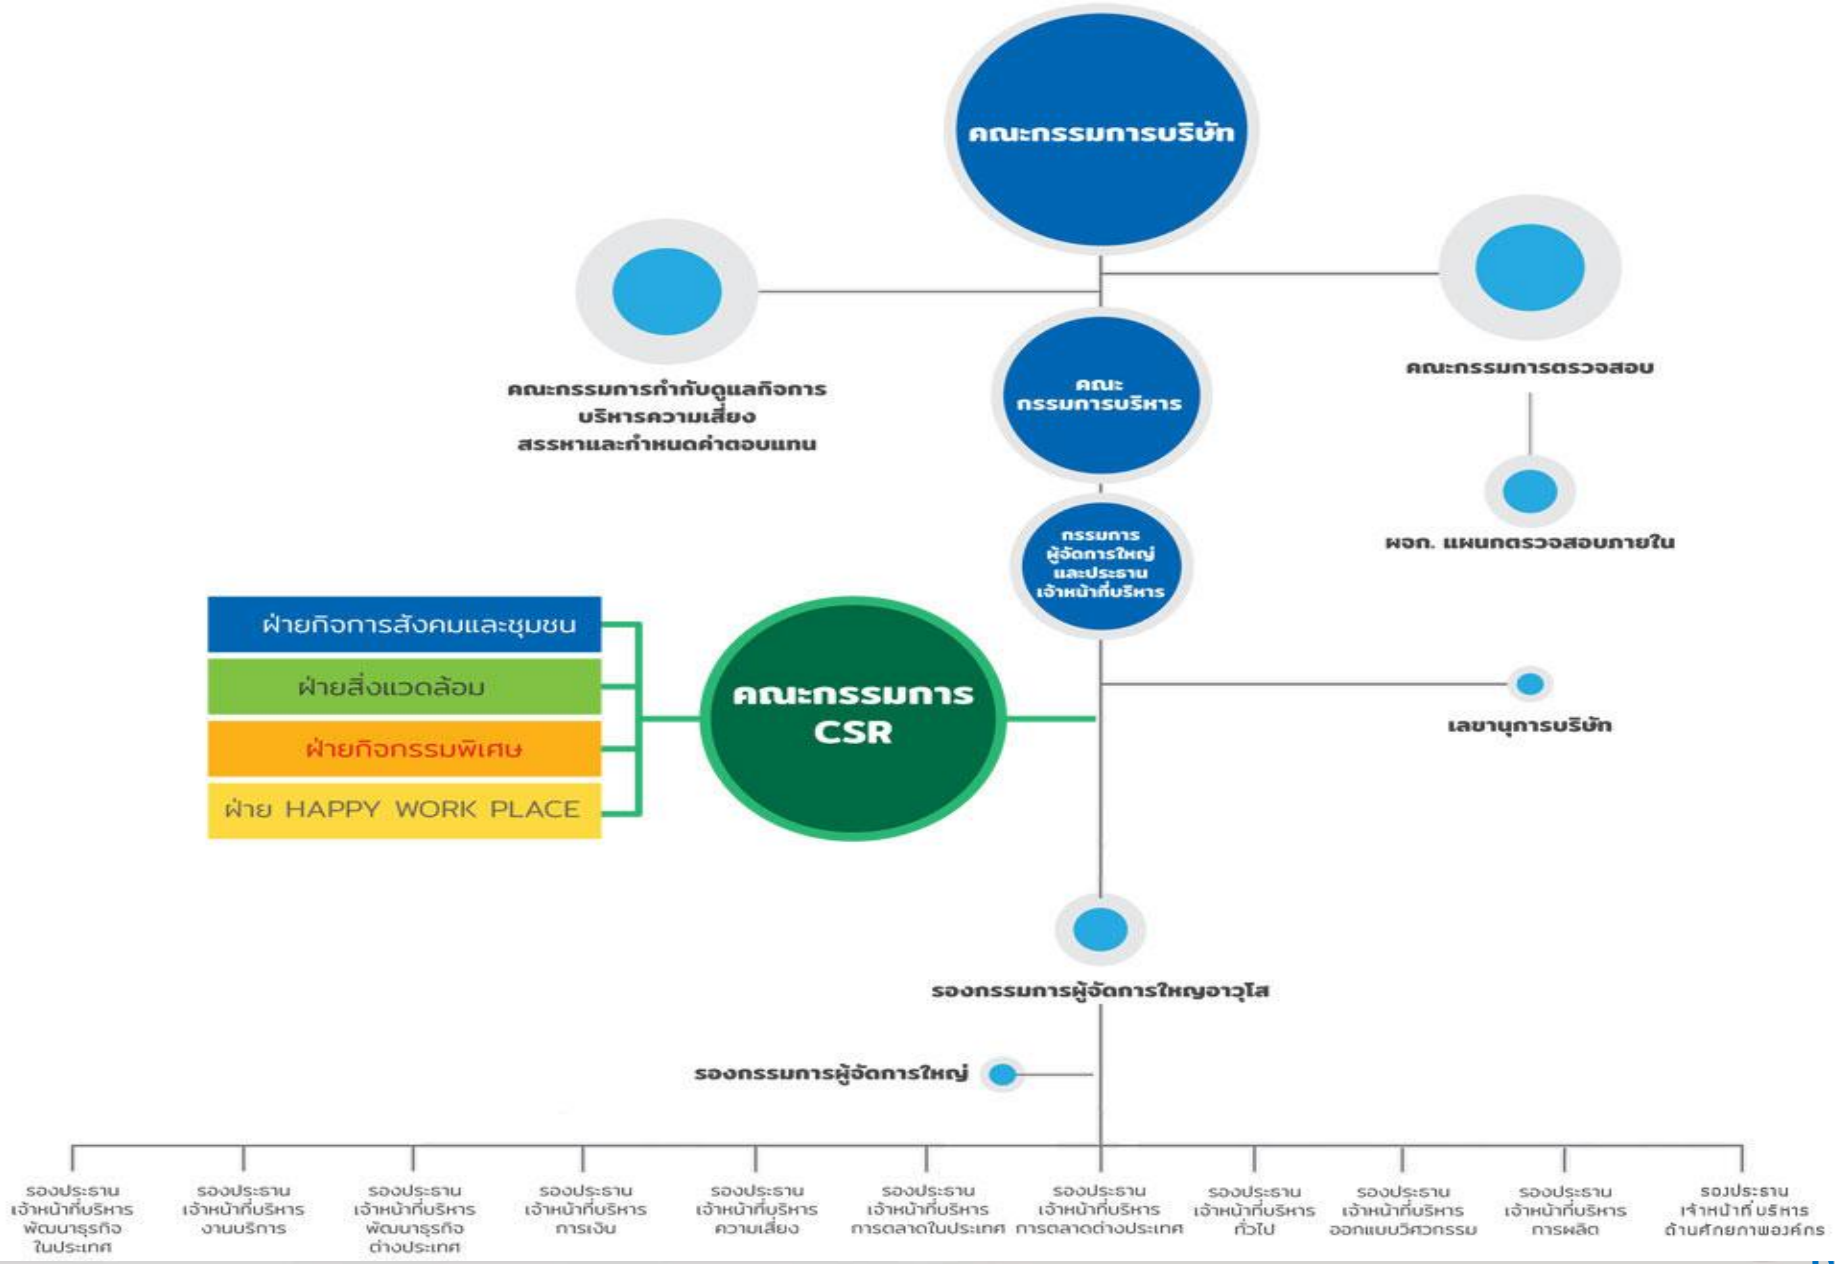 คณะกรรมการบริษัท
คณะกรรมการกำกับดูแลกิจการ
บริหารความเสี่ยง
สรรหาและกำหนดค่าตอบแทน
คณะ
กรรมการบริหาร
คณะกรรมการตรวจสอบ
ผจก. แผนกตรวจสอบภายใน
กรรมการ
ผู้จัดการใหญ่
และประธาน
เจ้าหน้าที่บริหาร
ฝ่ายกิจการสังคมและชุมชน
ฝ่ายสิ่งแวดล้อม
ฝ่ายกิจกรรมพิเศษ
ฝ่าย HAPPY WORK PLACE
คณะกรรมการ
CSR
เลขานุการบริษัท
รองกรรมการผู้จัดการใหญอาวุโส
รองกรรมการผู้จัดการใหญ่
รองประธาน
เจ้าหน้าที่บริหาร
พัฒนาธุรกิจ
ในประเทศ
รองประธาน
เจ้าหน้าที่บริหาร
งานบริการ
รองประธาน
เจ้าหน้าที่บริหาร
พัฒนาธุรกิจ
ต่างประเทศ
รองประธาน
เจ้าหน้าที่บริหาร
การเงิน
รองประธาน
เจ้าหน้าที่บริหาร
ความเสี่ยง
รองประธาน
เจ้าหน้าที่บริหาร
การตลาดในประเทศ
รองประธาน
เจ้าหน้าที่บริหาร
การตลาดต่างประเทศ
รองประธาน
เจ้าหน้าที่บริหาร
ทั่วไป
รองประธาน
เจ้าหน้าที่บริหาร
ออกแบบวิศวกรรม
รองประธาน
เจ้าหน้าที่บริหาร
การผลิต
รองประธาน
เจ้าหน้าที่บริหาร
ด้านศักยภาพองค์กร